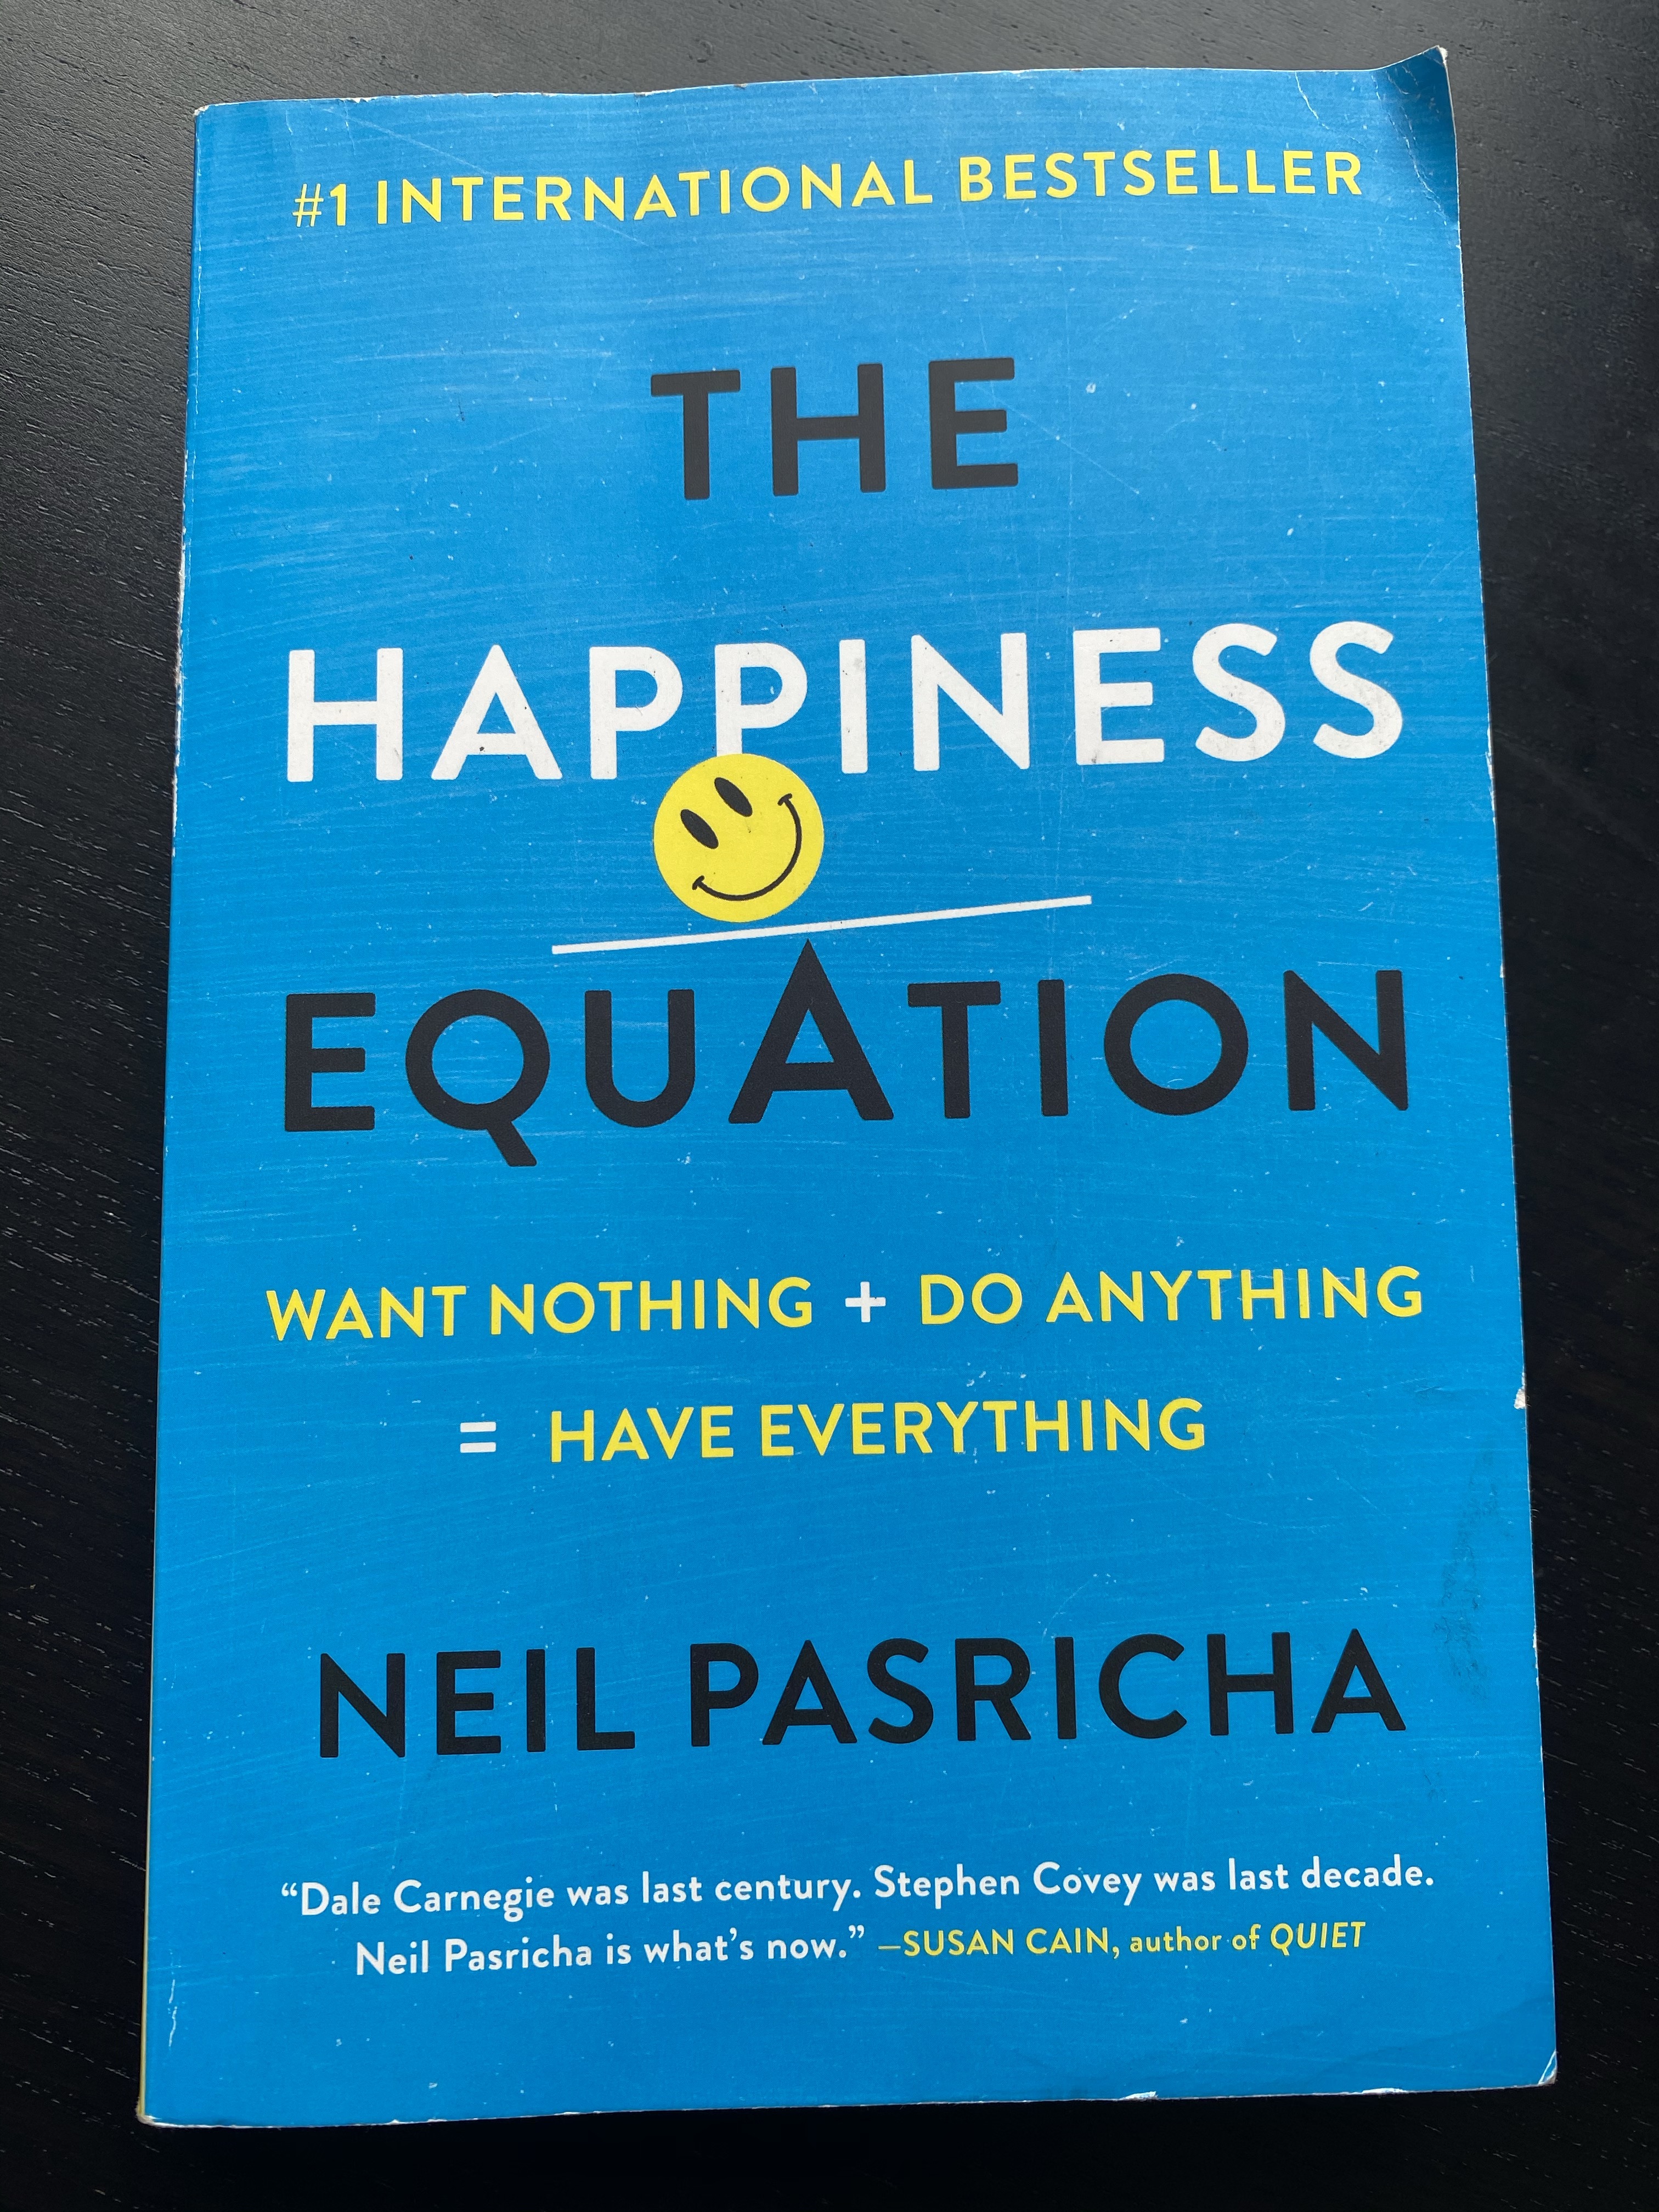 #1 INTERNATIONAL BESTSELLER
THE
HAPPINESS
EQUATION
WANT NOTHING + DO ANYTHING
= HAVE EVERYTHING
NEIL PASRICHA
“Dale Carnegie was last century. Stephen Covey was last decade.
Neil Pasricha is what’s now.” —SUSAN CAIN, author of QUIET